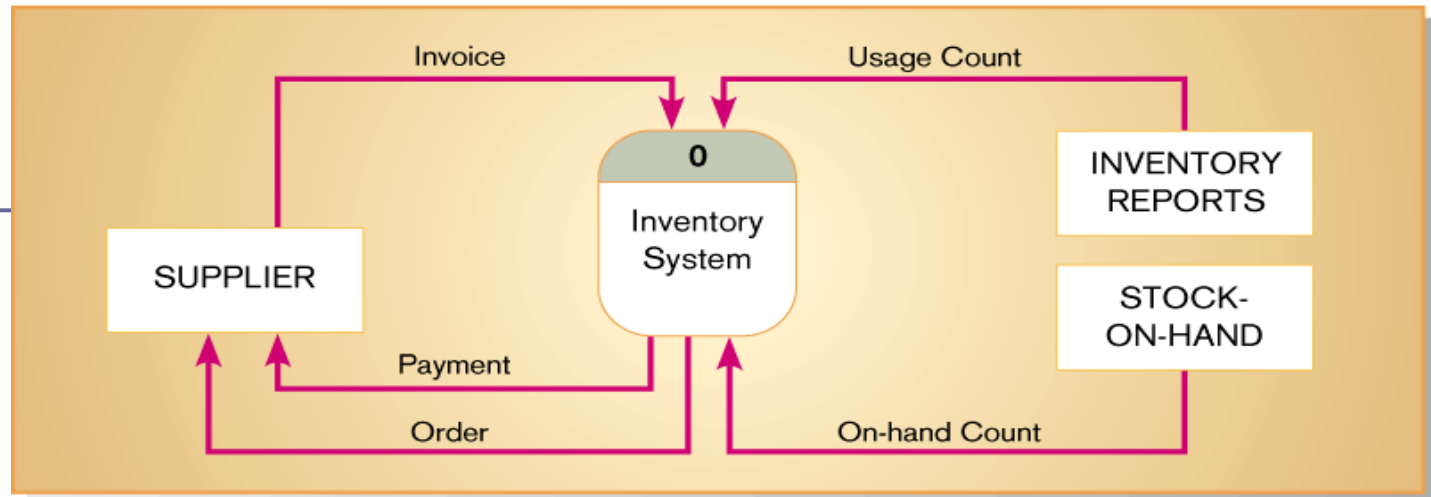 Invoice
Usage Count
0
Inventory
System
INVENTORY
REPORTS
SUPPLIER
STOCK-
ON-HAND
Payment
Order
On-hand Count